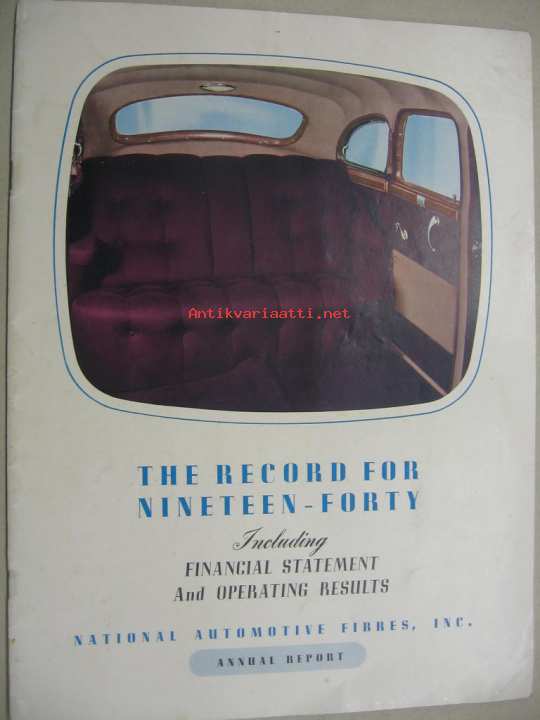 Antikvariaatti.net
THE RECORD FOR
NINETEEN-FORTY
Including
FINANCIAL STATEMENT
And OPERATING RESULTS
NATIONAL AUTOMOTIVE FIBRES, INC.
ANNUAL REPORT